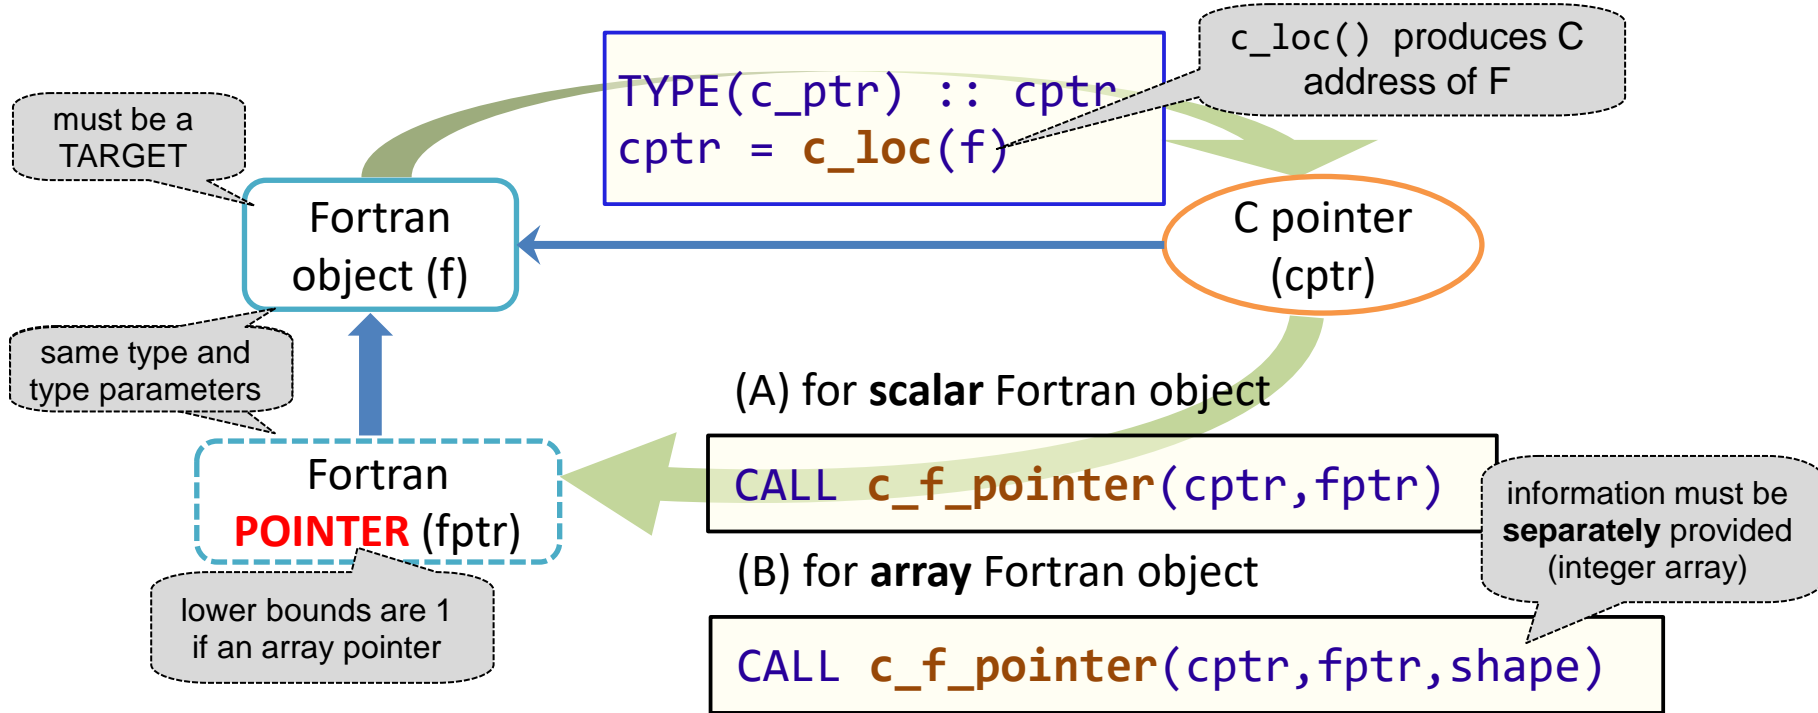 c_loc() produces C
address of F
TYPE(c_ptr) :: cptr
cptr = c_loc(f)
must be a
TARGET
Fortran
object (f)
C pointer
(cptr)
same type and
type parameters
(A) for scalar Fortran object
Fortran
POINTER (fptr)
CALL c_f_pointer(cptr,fptr)
information must be
separately provided
(integer array)
(B) for array Fortran object
lower bounds are 1
if an array pointer
CALL c_f_pointer(cptr,fptr,shape)